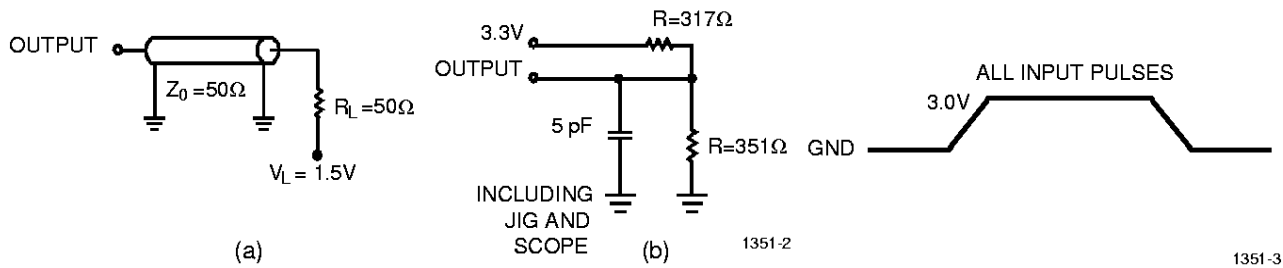 OUTPUT
Z0 =50Ω
RL =50Ω
VL = 1.5V
(a)
R=317Ω
3.3V
OUTPUT
5 pF
R=351Ω
INCLUDING
JIG AND
SCOPE
(b)
1351-2
ALL INPUT PULSES
3.0V
GND
1351-3